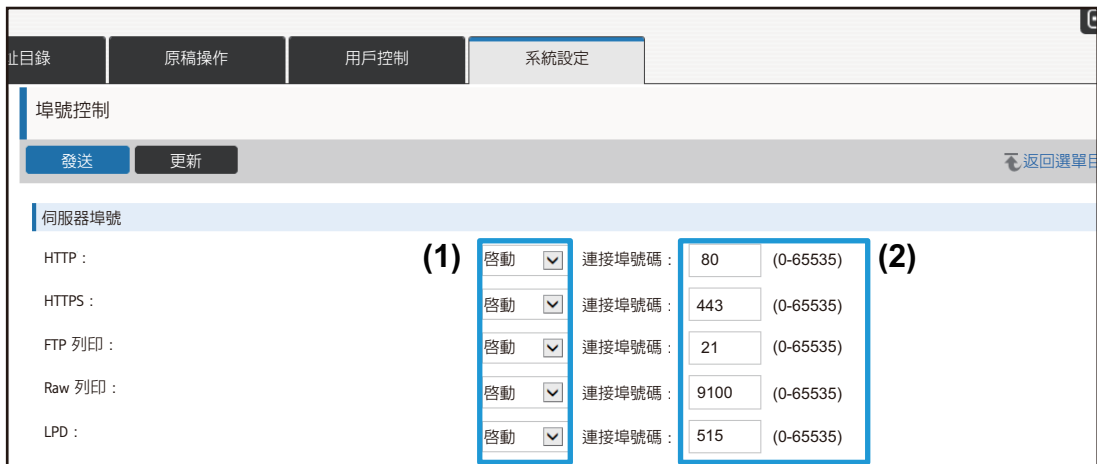 址目錄 原稿操作 用戶控制 系統設定
埠號控制
發送 更新 返回選單目
伺服器埠號
HTTP： (1) 啓動 連接埠號碼： 80 (0-65535) (2)
HTTPS： 啓動 連接埠號碼： 443 (0-65535)
FTP 列印： 啓動 連接埠號碼： 21 (0-65535)
Raw 列印： 啓動 連接埠號碼： 9100 (0-65535)
LPD： 啓動 連接埠號碼： 515 (0-65535)